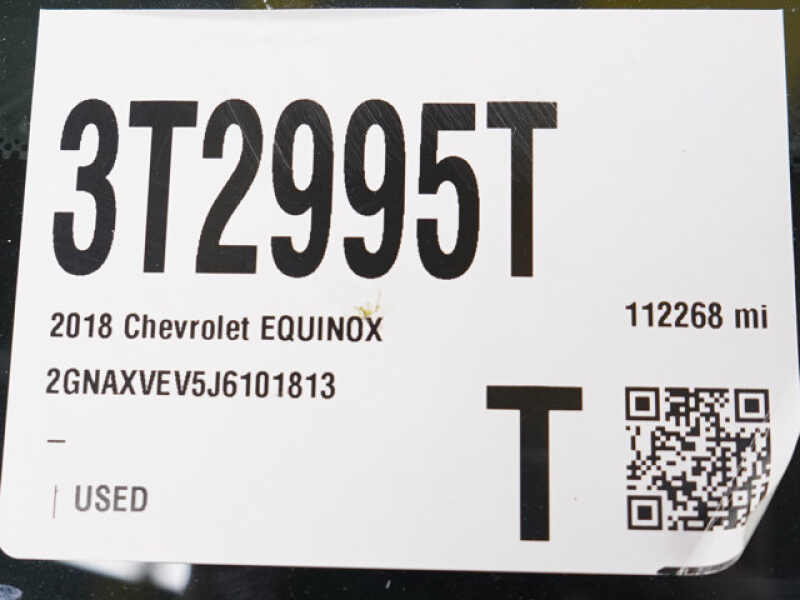 3T2995T
2018 Chevrolet EQUINOX
112268 mi
2GNAXVEV5J6101813
–
| USED
T